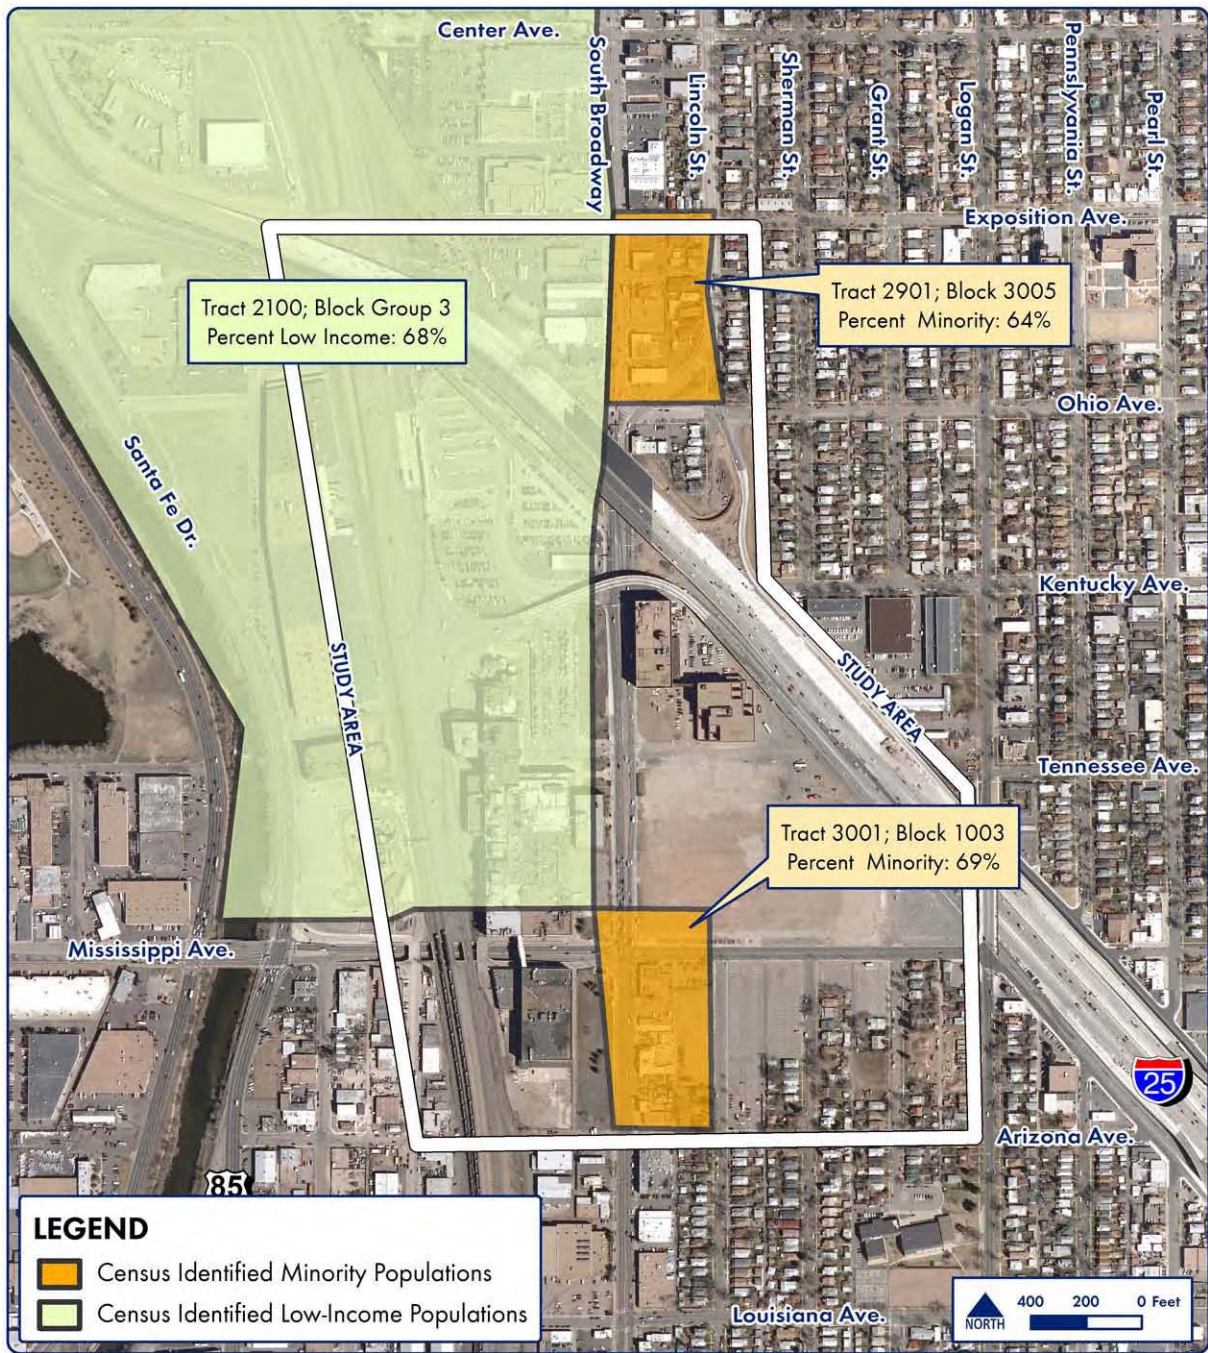 Center Ave.
South Broadway
Lincoln St.
Sherman St.
Grant St.
Logan St.
Pennslyvania St.
Pearl St.
Exposition Ave.
Tract 2100; Block Group 3
Percent Low Income: 68%
Tract 2901; Block 3005
Percent Minority: 64%
Ohio Ave.
Santa Fe Dr.
Kentucky Ave.
STUDY AREA
STUDY AREA
Tennessee Ave.
Tract 3001; Block 1003
Percent Minority: 69%
Mississippi Ave.
25
Arizona Ave.
85
LEGEND
Census Identified Minority Populations
Census Identified Low-Income Populations
Louisiana Ave.
NORTH
400 200 0 Feet